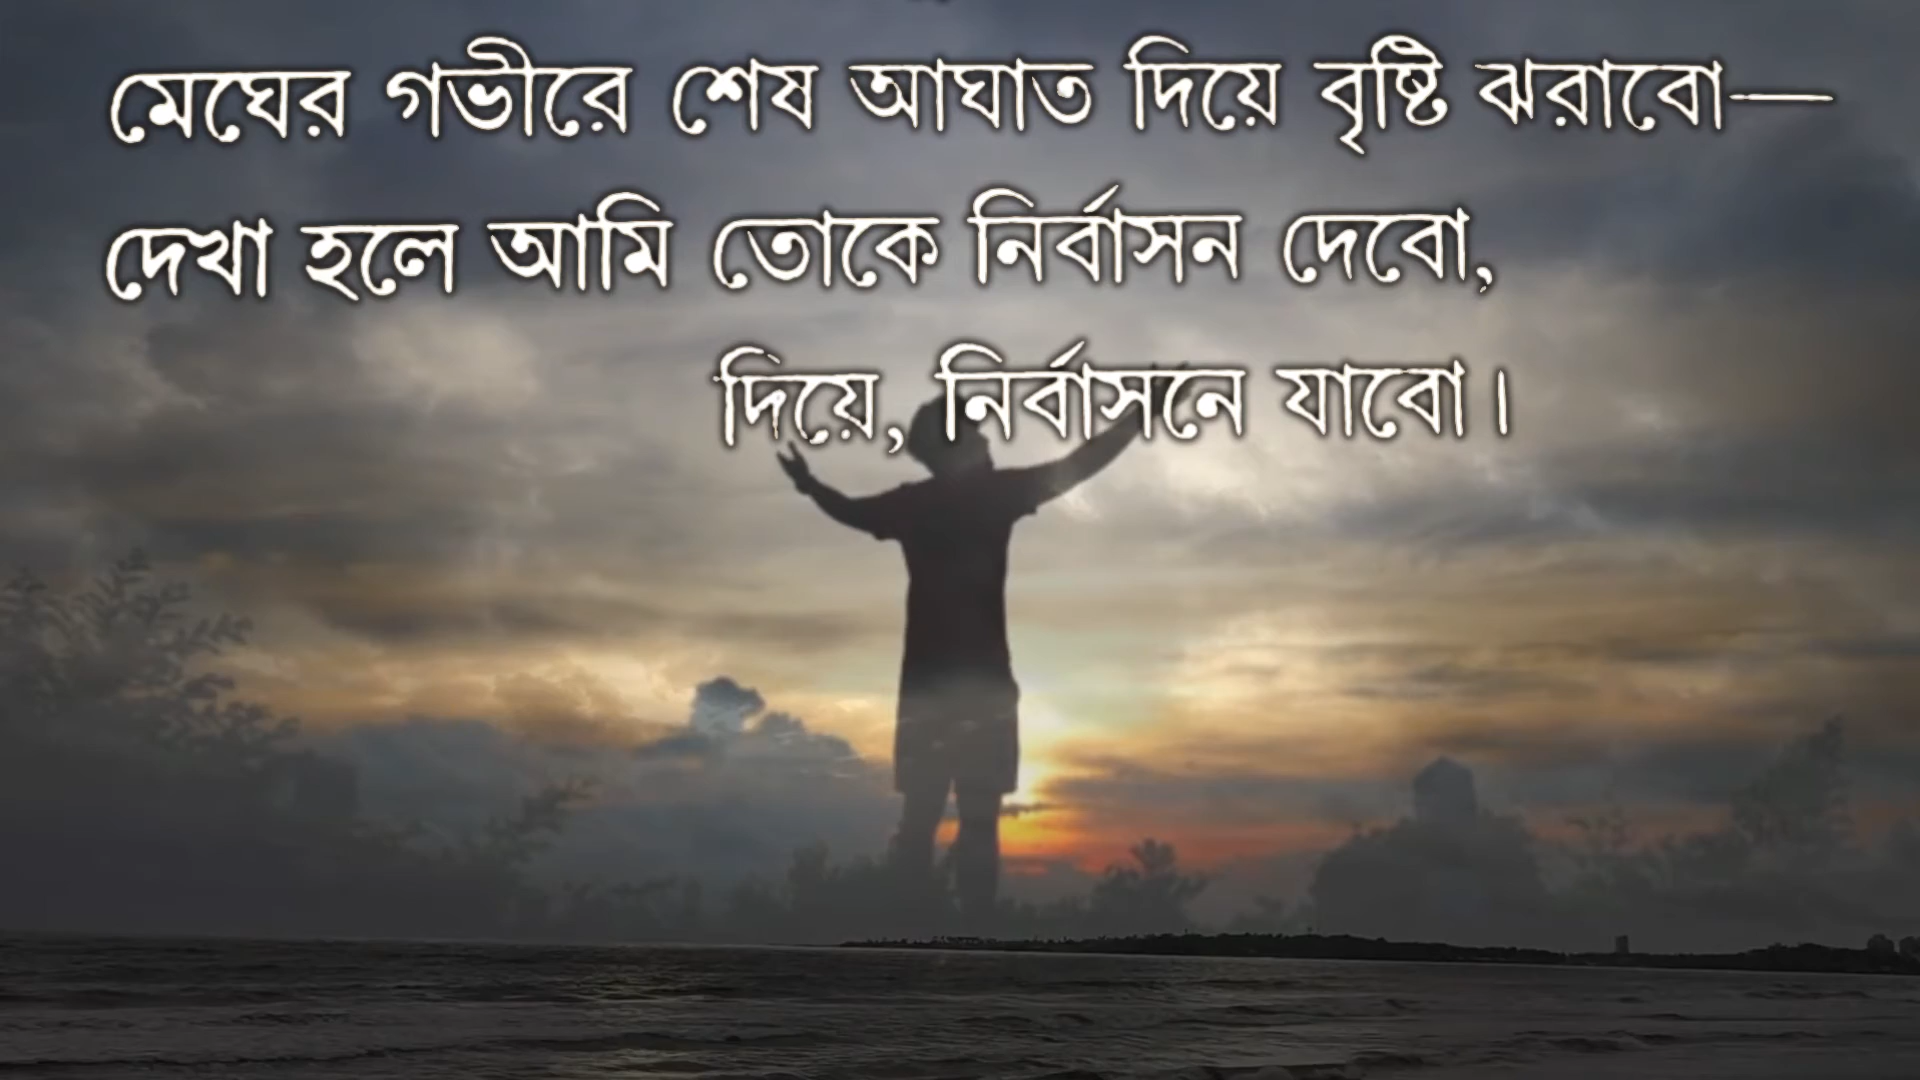 মেঘের গভীরে শেষ আঘাত দিয়ে বৃষ্টি ঝরাবো—
দেখা হলে আমি তোকে নির্বাসন দেবো,
দিয়ে, নির্বাসনে যাবো।